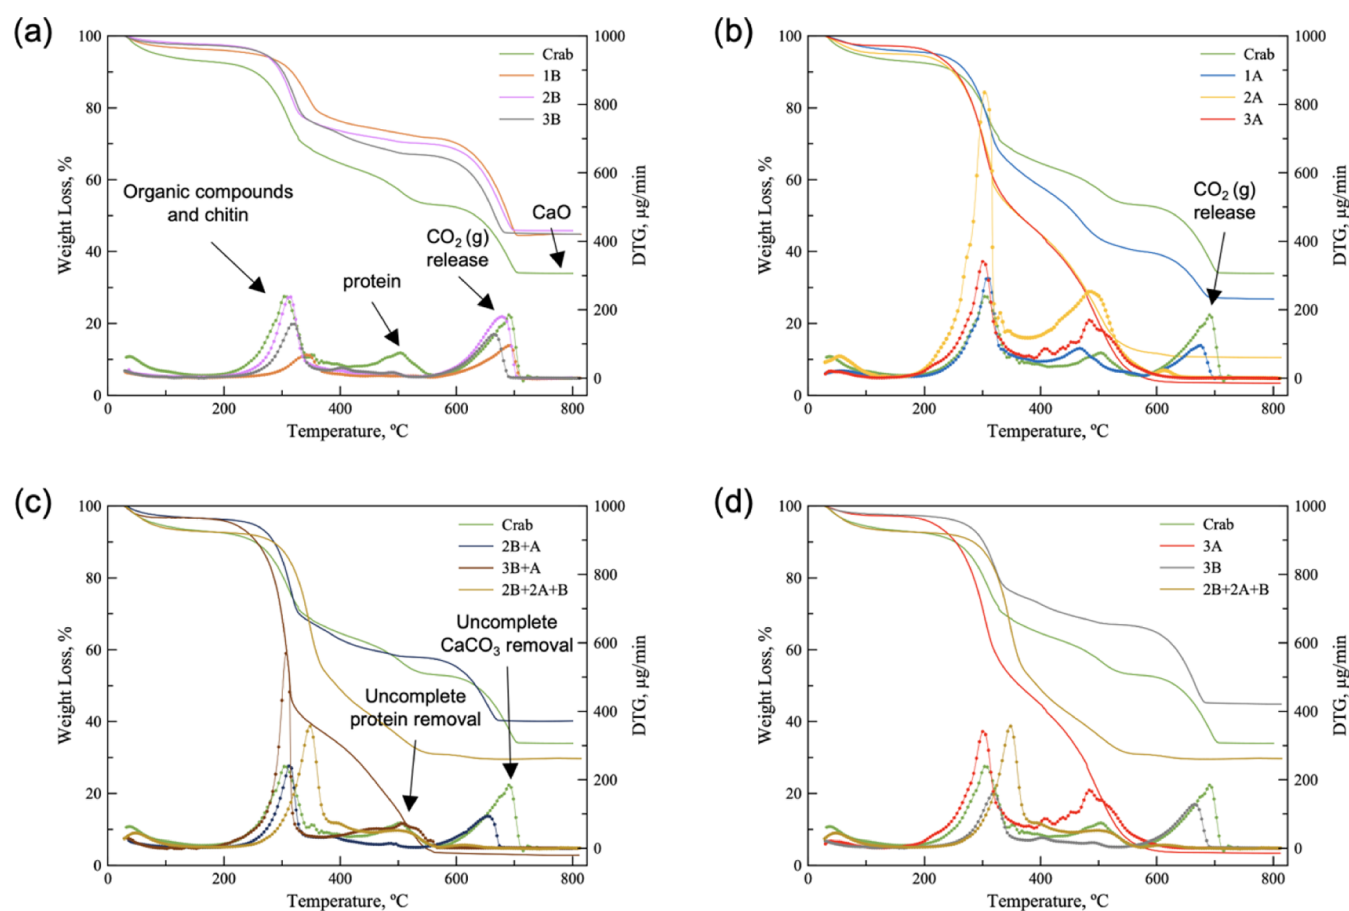 (a)
100
80
60
40
20
0
Weight Loss, %
1000
800
600
400
200
0
DTG, µg/min
0
200
400
600
800
Temperature, ºC
Crab
1B
2B
3B
Organic compounds
and chitin
protein
CO2 (g)
release
CaO
(b)
100
80
60
40
20
0
Weight Loss, %
1000
800
600
400
200
0
DTG, µg/min
0
200
400
600
800
Temperature, ºC
Crab
1A
2A
3A
CO2 (g)
release
(c)
100
80
60
40
20
0
Weight Loss, %
1000
800
600
400
200
0
DTG, µg/min
0
200
400
600
800
Temperature, ºC
Crab
2B+A
3B+A
2B+2A+B
Uncomplete
CaCO3 removal
Uncomplete
protein removal
(d)
100
80
60
40
20
0
Weight Loss, %
1000
800
600
400
200
0
DTG, µg/min
0
200
400
600
800
Temperature, ºC
Crab
3A
3B
2B+2A+B